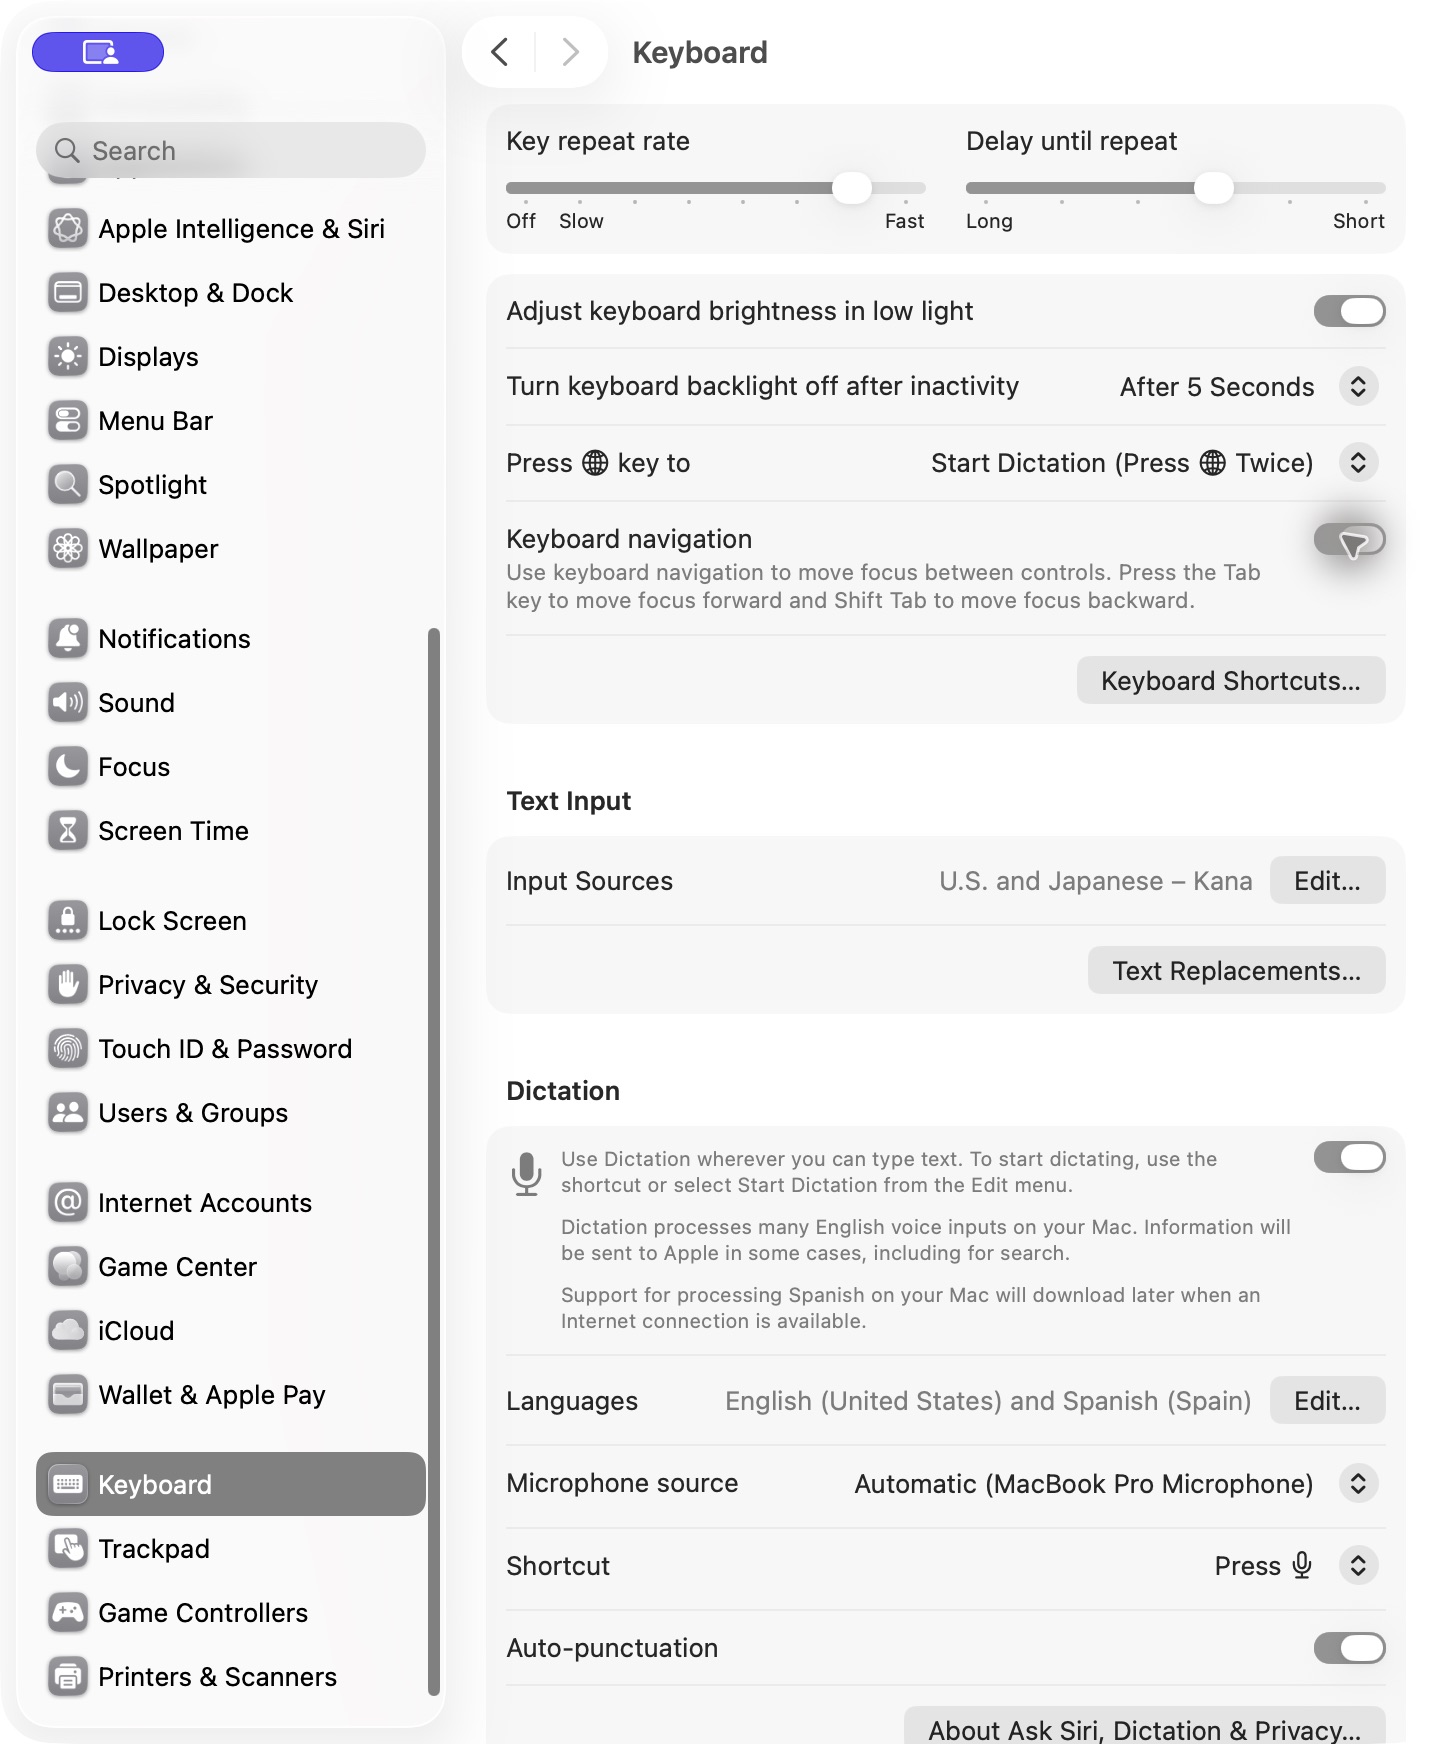 Search
Apple Intelligence & Siri
Desktop & Dock
Displays
Menu Bar
Spotlight
Wallpaper
Notifications
Sound
Focus
Screen Time
Lock Screen
Privacy & Security
Touch ID & Password
Users & Groups
Internet Accounts
Game Center
iCloud
Wallet & Apple Pay
Keyboard
Trackpad
Game Controllers
Printers & Scanners
Keyboard
Key repeat rate
Off Slow Fast
Delay until repeat
Long Short
Adjust keyboard brightness in low light
Turn keyboard backlight off after inactivity After 5 Seconds
Press key to Start Dictation (Press Twice)
Keyboard navigation
Use keyboard navigation to move focus between controls. Press the Tab
key to move focus forward and Shift Tab to move focus backward.
Keyboard Shortcuts...
Text Input
Input Sources U.S. and Japanese – Kana Edit...
Text Replacements...
Dictation
Use Dictation wherever you can type text. To start dictating, use the
shortcut or select Start Dictation from the Edit menu.
Dictation processes many English voice inputs on your Mac. Information will
be sent to Apple in some cases, including for search.
Support for processing Spanish on your Mac will download later when an
Internet connection is available.
Languages English (United States) and Spanish (Spain) Edit...
Microphone source Automatic (MacBook Pro Microphone)
Shortcut Press
Auto-punctuation
About Ask Siri, Dictation & Privacy...